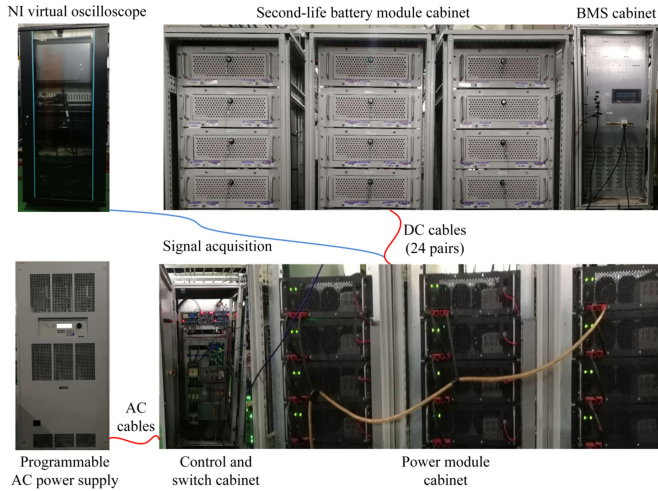 NI virtual oscilloscope
Second-life battery module cabinet
BMS cabinet
DC cables
(24 pairs)
Signal acquisition
AC
cables
Programmable
AC power supply
Control and
switch cabinet
Power module
cabinet